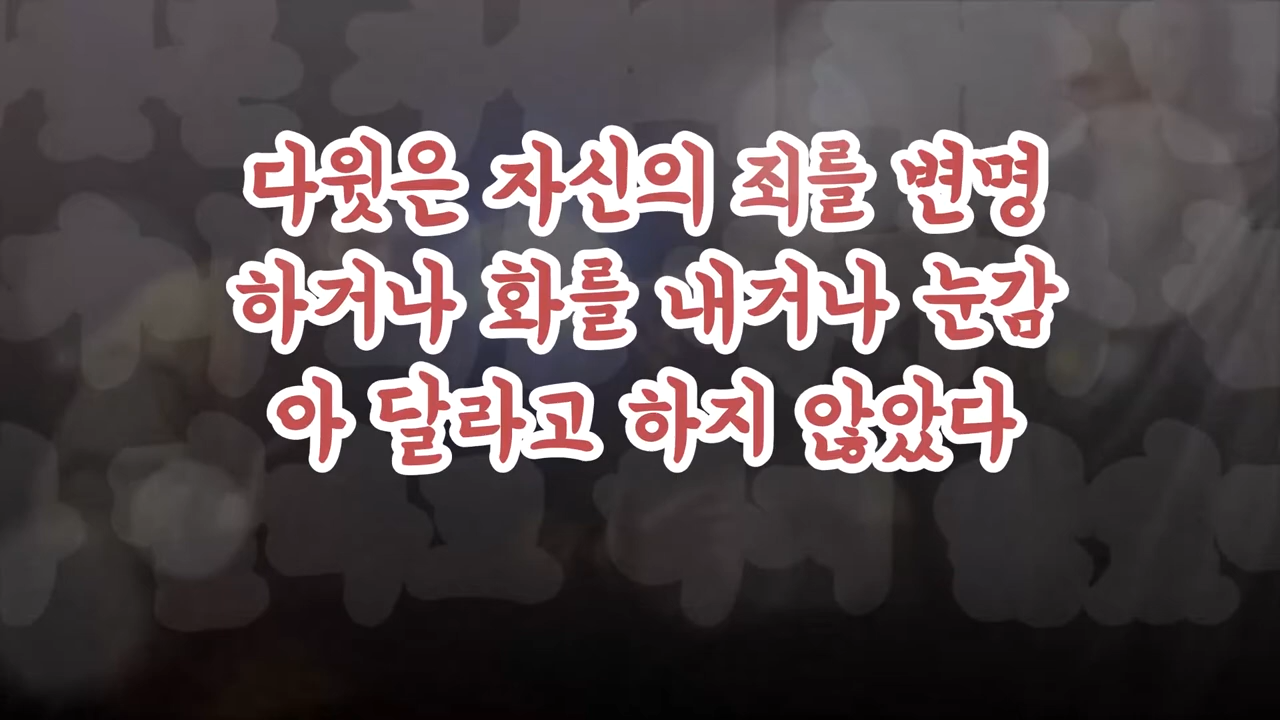 다윗은 자신의 죄를 변명
하거나 화를 내거나 눈감
아 달라고 하지 않았다